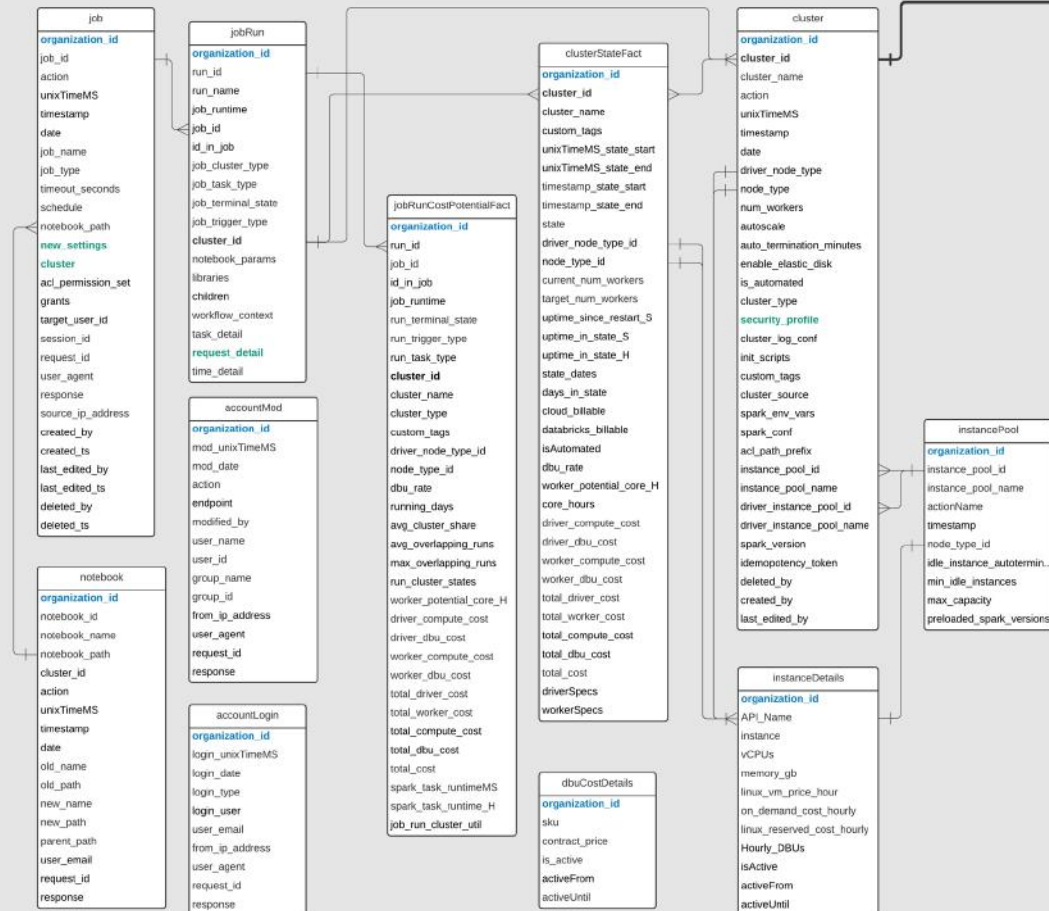 job
organization_id
job_id
action
unixTimeMS
timestamp
date
job_name
job_type
timeout_seconds
schedule
notebook_path
new_settings
cluster
acl_permission_set
grants
target_user_id
session_id
request_id
user_agent
response
source_ip_address
created_by
created_ts
last_edited_by
last_edited_ts
deleted_by
deleted_ts
notebook
organization_id
notebook_id
notebook_name
notebook_path
cluster_id
action
unixTimeMS
timestamp
date
old_name
old_path
new_name
new_path
parent_path
user_email
request_id
response
jobRun
organization_id
run_id
run_name
job_runtime
job_id
id_in_job
job_cluster_type
job_task_type
job_terminal_state
job_trigger_type
cluster_id
notebook_params
libraries
children
workflow_context
task_detail
request_detail
time_detail
accountMod
organization_id
mod_unixTimeMS
mod_date
action
endpoint
modified_by
user_name
user_id
group_name
group_id
from_ip_address
user_agent
request_id
response
accountLogin
organization_id
login_unixTimeMS
login_date
login_type
login_user
user_email
from_ip_address
user_agent
request_id
response
jobRunCostPotentialFact
organization_id
run_id
job_id
id_in_job
job_runtime
run_terminal_state
run_trigger_type
run_task_type
cluster_id
cluster_name
cluster_type
custom_tags
driver_node_type_id
node_type_id
dbu_rate
running_days
avg_cluster_share
avg_overlapping_runs
max_overlapping_runs
run_cluster_states
worker_potential_core_H
driver_compute_cost
driver_dbu_cost
worker_compute_cost
worker_dbu_cost
total_driver_cost
total_worker_cost
total_compute_cost
total_dbu_cost
total_cost
spark_task_runtimeMS
spark_task_runtime_H
job_run_cluster_util
clusterStateFact
organization_id
cluster_id
cluster_name
custom_tags
unixTimeMS_state_start
unixTimeMS_state_end
timestamp_state_start
timestamp_state_end
state
driver_node_type_id
node_type_id
current_num_workers
target_num_workers
uptime_since_restart_S
uptime_in_state_S
uptime_in_state_H
state_dates
days_in_state
cloud_billable
databricks_billable
isAutomated
dbu_rate
worker_potential_core_H
core_hours
driver_compute_cost
driver_dbu_cost
worker_compute_cost
worker_dbu_cost
total_driver_cost
total_worker_cost
total_compute_cost
total_dbu_cost
total_cost
driverSpecs
workerSpecs
dbuCostDetails
organization_id
sku
contract_price
is_active
activeFrom
activeUntil
cluster
organization_id
cluster_id
cluster_name
action
unixTimeMS
timestamp
date
driver_node_type
node_type
num_workers
autoscale
auto_termination_minutes
enable_elastic_disk
is_automated
cluster_type
security_profile
cluster_log_conf
init_scripts
custom_tags
cluster_source
spark_env_vars
spark_conf
acl_path_prefix
instance_pool_id
instance_pool_name
driver_instance_pool_id
driver_instance_pool_name
spark_version
idemopotency_token
deleted_by
created_by
last_edited_by
instanceDetails
organization_id
API_Name
instance
vCPUs
memory_gb
linux_vm_price_hour
on_demand_cost_hourly
linux_reserved_cost_hourly
Hourly_DBUs
isActive
activeFrom
activeUntil
instancePool
organization_id
instance_pool_id
instance_pool_name
actionName
timestamp
node_type_id
idle_instance_autotermin...
min_idle_instances
max_capacity
preloaded_spark_versions